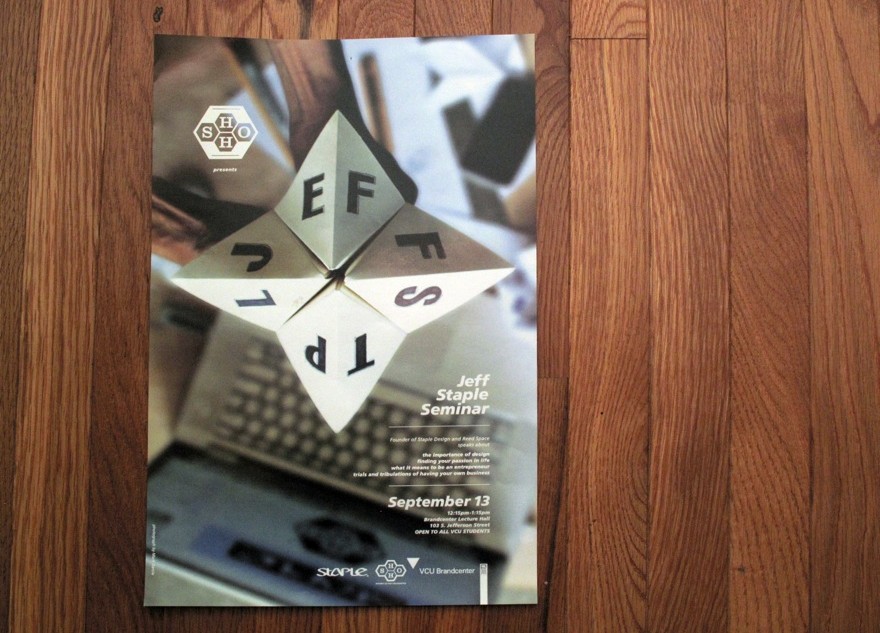 S H O H
presents
E F
J F
L S
P T
Jeff
Staple
Seminar
Founder of Staple Design and Reed Space
speaks about
the importance of design
finding your passion in life
what it means to be an entrepreneur
trials and tribulations of having your own business
September 13
12:15pm-1:15pm
Brandcenter Lecture Hall
103 S. Jefferson Street
OPEN TO ALL VCU STUDENTS
STAPLE S H O H VCU Brandcenter